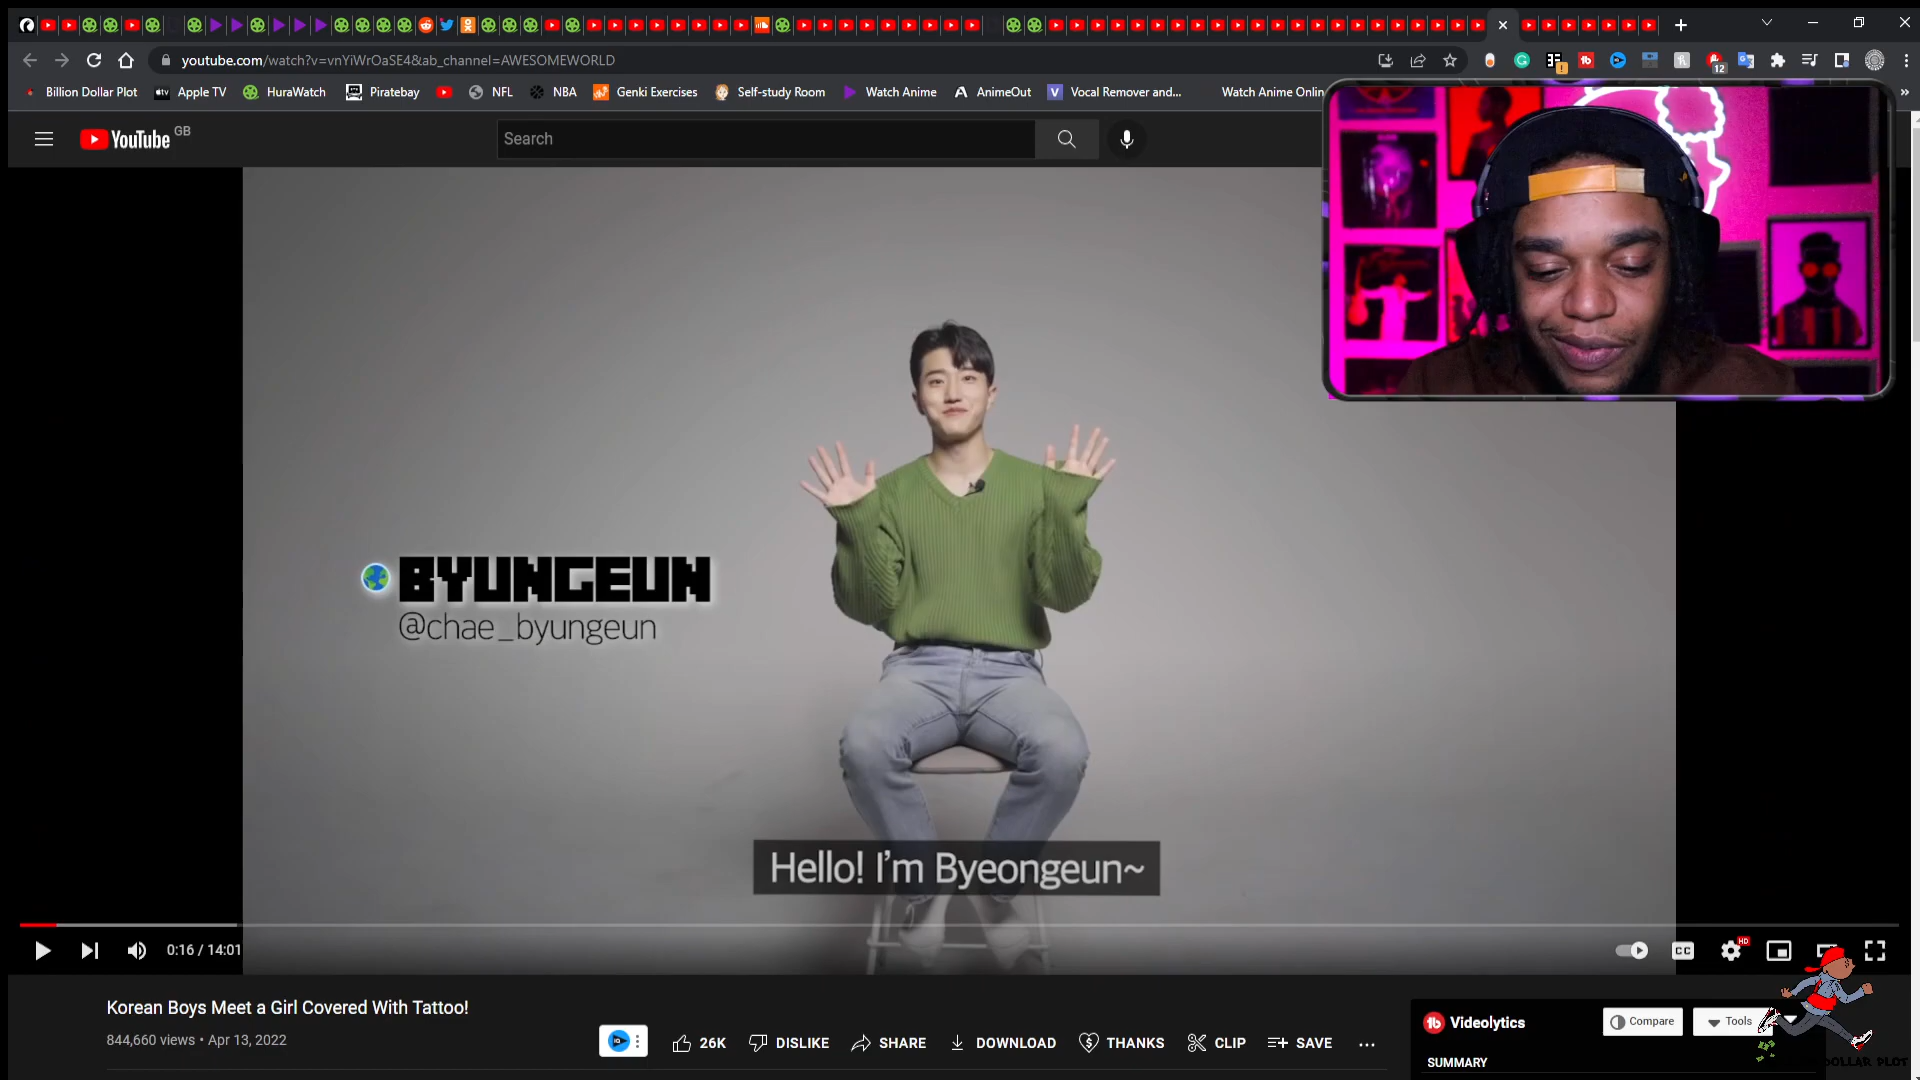 youtube.com/watch?v=vnYiWrOaSE4&ab_channel=AWESOMEWORLD
12
Billion Dollar Plot
Apple TV
HuraWatch
Piratebay
NFL
NBA
Genki Exercises
Self-study Room
Watch Anime
AnimeOut
Vocal Remover and...
Watch Anime Onlin
YouTube GB
Search
BYUNGEUN
@chae_byungeun
Hello! I'm Byeongeun~
0:16 / 14:01
CC
HD
Korean Boys Meet a Girl Covered With Tattoo!
844,660 views • Apr 13, 2022
26K
DISLIKE
SHARE
DOWNLOAD
THANKS
CLIP
SAVE
Videolytics
Compare
Tools
SUMMARY